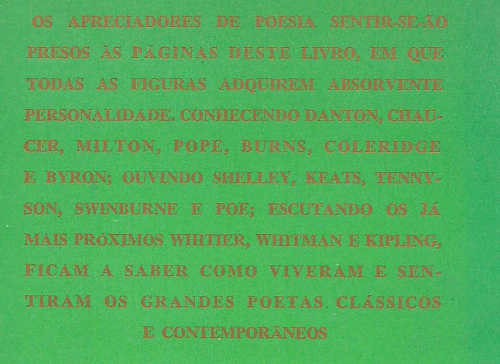 OS APRECIADORES DE POESIA SENTIR-SE-ÃO
PRESOS ÀS PÁGINAS DESTE LIVRO, EM QUE
TODAS AS FIGURAS ADQUIREM ABSORVENTE
PERSONALIDADE. CONHECENDO DANTON, CHAU-
CER, MILTON, POPE, BURNS, COLERIDGE
E BYRON; OUVINDO SHELLEY, KEATS, TENNY-
SON, SWINBURNE E POE; ESCUTANDO OS JÁ
MAIS PRÓXIMOS WHITIER, WHITMAN E KIPLING,
FICAM A SABER COMO VIVERAM E SEN-
TIRAM OS GRANDES POETAS CLÁSSICOS
E CONTEMPORÂNEOS